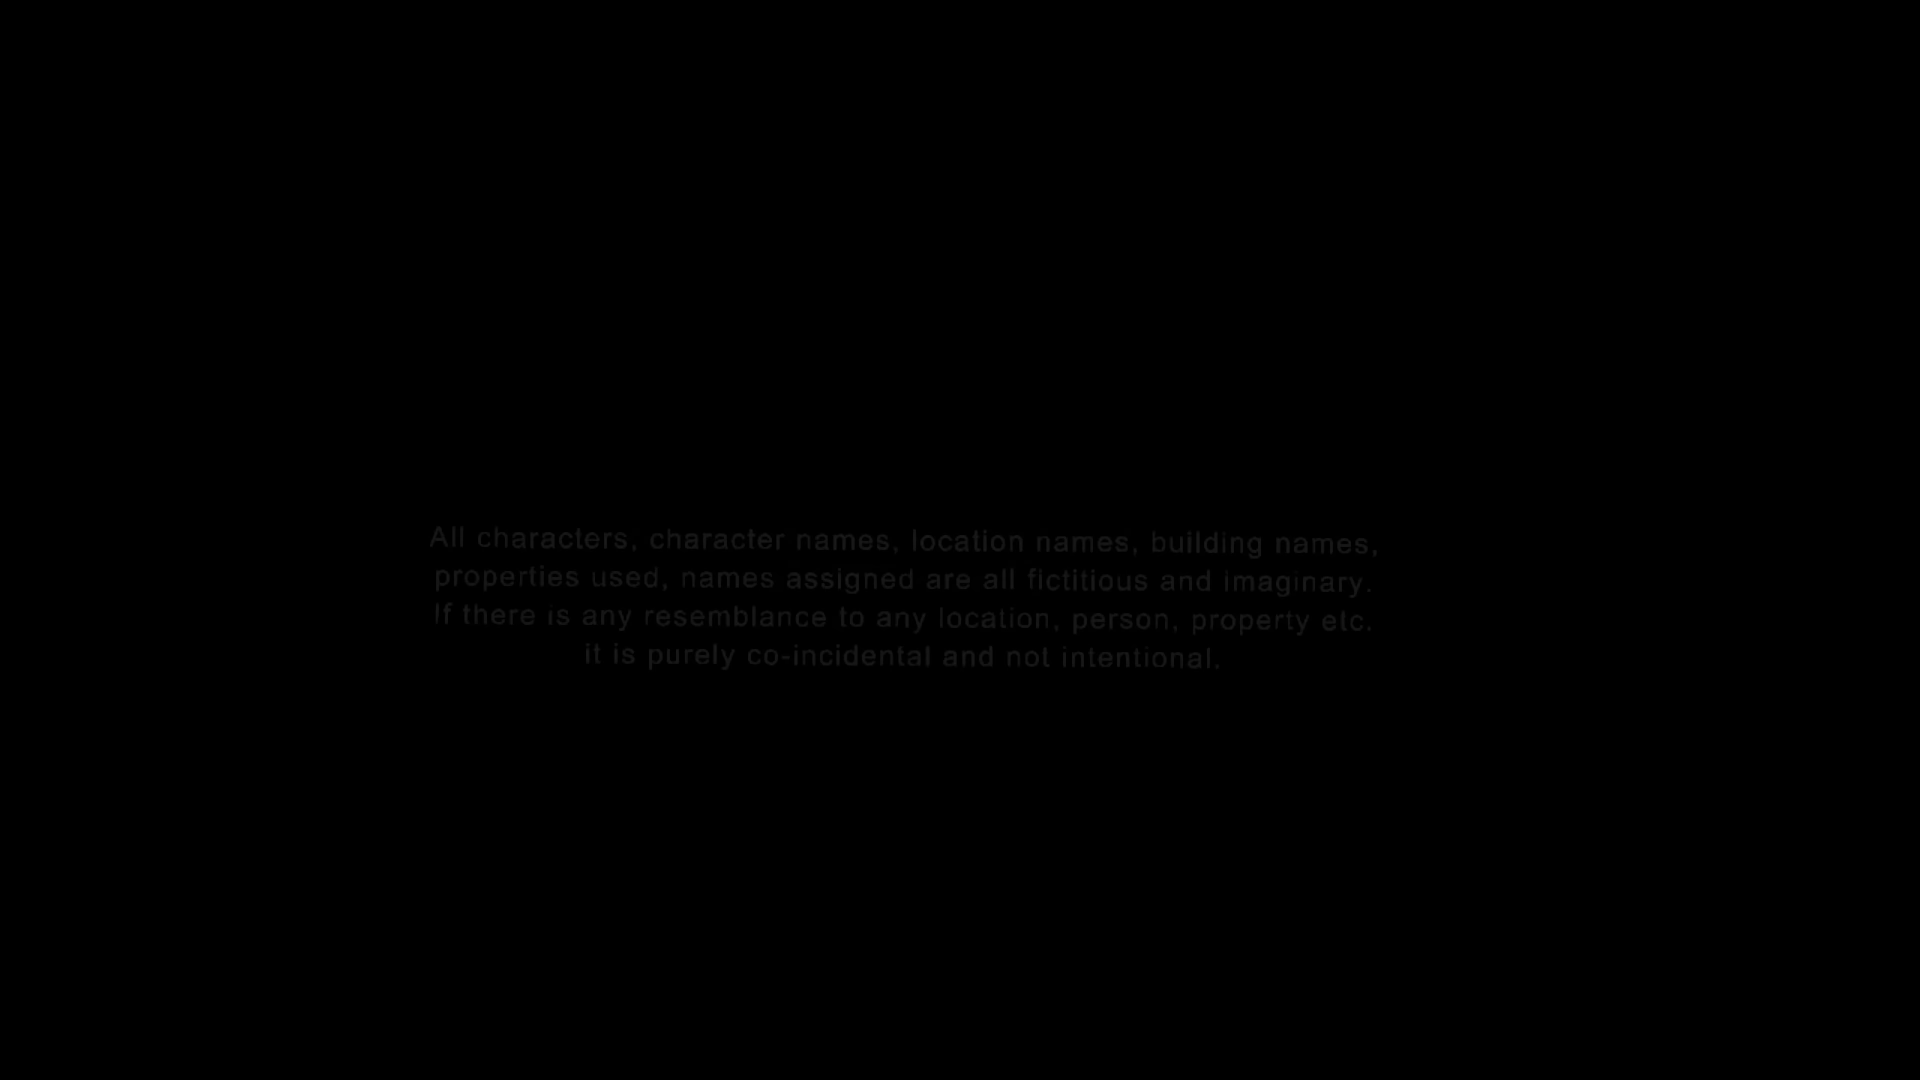 All characters, character names, location names, building names,
properties used, names assigned are all fictitious and imaginary.
If there is any resemblance to any location, person, property etc.
it is purely co-incidental and not intentional.